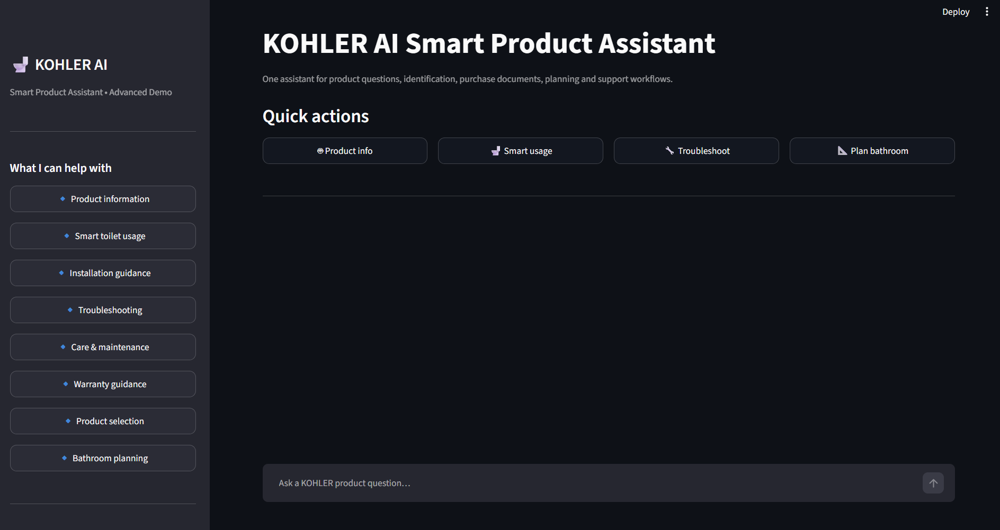 Deploy
KOHLER AI
Smart Product Assistant • Advanced Demo
What I can help with
Product information
Smart toilet usage
Installation guidance
Troubleshooting
Care & maintenance
Warranty guidance
Product selection
Bathroom planning
KOHLER AI Smart Product Assistant
One assistant for product questions, identification, purchase documents, planning and support workflows.
Quick actions
Product info
Smart usage
Troubleshoot
Plan bathroom
Ask a KOHLER product question…